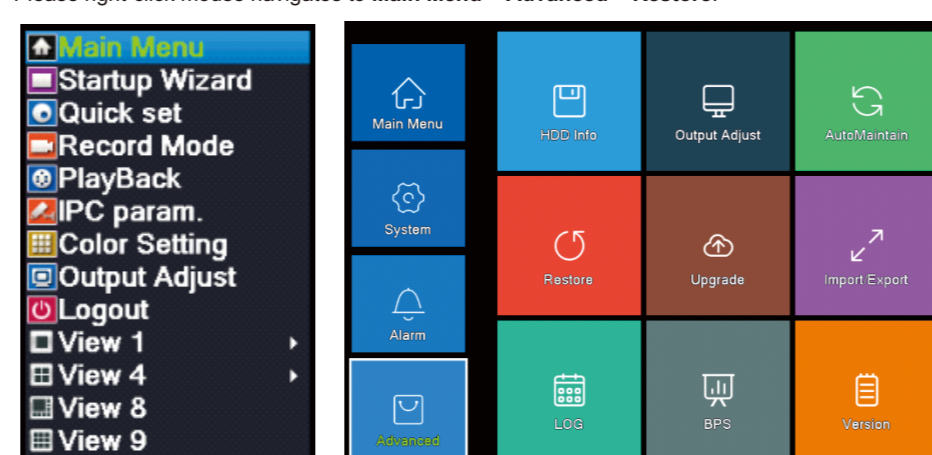 Please right-click mouse navigates to Main Menu - Advanced - Restore.
Main Menu
Startup Wizard
Quick set
Record Mode
PlayBack
IPC param.
Color Setting
Output Adjust
Logout
View 1
View 4
View 8
View 9
Main Menu
System
Alarm
Advanced
HDD Info
Output Adjust
AutoMaintain
Restore
Upgrade
Import/Export
LOG
BPS
Version